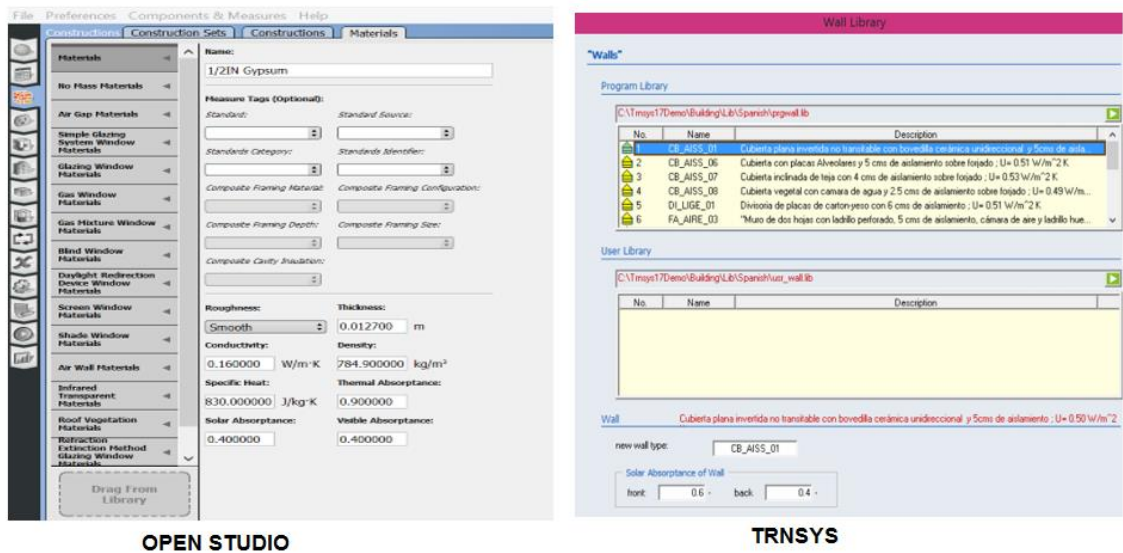 File Preferences Components & Measures Help
Constructions Construction Sets Constructions Materials
Materials
No Mass Materials
Air Gap Materials
Simple Glazing
System Window
Materials
Glazing Window
Materials
Gas Window
Materials
Gas Mixture Window
Materials
Blind Window
Materials
Daylight Redirection
Device Window
Materials
Screen Window
Materials
Shade Window
Materials
Air Wall Materials
Infrared
Transparent
Materials
Roof Vegetation
Materials
Refraction
Extinction Method
Glazing Window
Materials
Drag From
Library
Name:
1/2IN Gypsum
Measure Tags (Optional):
Standard: Standard Source:
Standards Category: Standards Identifier:
Composite Framing Material: Composite Framing Configuration:
Composite Framing Depth: Composite Framing Size:
Composite Cavity Insulation:
Roughness: Thickness:
Smooth 0.012700 m
Conductivity: Density:
0.160000 W/m·K 784.900000 kg/m³
Specific Heat: Thermal Absorptance:
830.000000 J/kg·K 0.900000
Solar Absorptance: Visible Absorptance:
0.400000 0.400000
OPEN STUDIO
Wall Library
"Walls"
Program Library
C:\Trnsys17Demo\Building\Lib\Spanish\prgwall.lib
No. Name Description
1 CB_AISS_01 Cubierta plana invertida no transitable con bovedilla cerámica unidireccional y 5cms de aisla...
2 CB_AISS_06 Cubierta con placas Alveolares y 5 cms de aislamiento sobre forjado ; U= 0.51 W/m^2 K
3 CB_AISS_07 Cubierta inclinada de teja con 4 cms de aislamiento sobre forjado ; U= 0.53 W/m^2 K
4 CB_AISS_08 Cubierta vegetal con camara de agua y 2.5 cms de aislamiento sobre forjado ; U= 0.49 W/m...
5 DI_LIGE_01 Divisoria de placas de carton-yeso con 6 cms de aislamiento ; U= 0.51 W/m^2 K
6 FA_AIRE_03 "Muro de dos hojas con ladrillo perforado, 5 cms de aislamiento, cámara de aire y ladrillo hue...
User Library
C:\Trnsys17Demo\Building\Lib\Spanish\usr_wall.lib
No. Name Description
Wall Cubierta plana invertida no transitable con bovedilla cerámica unidireccional y 5cms de aislamiento ; U= 0.50 W/m^2
new wall type: CB_AISS_01
Solar Absorptance of Wall
front: 0.6 - back: 0.4 -
TRNSYS